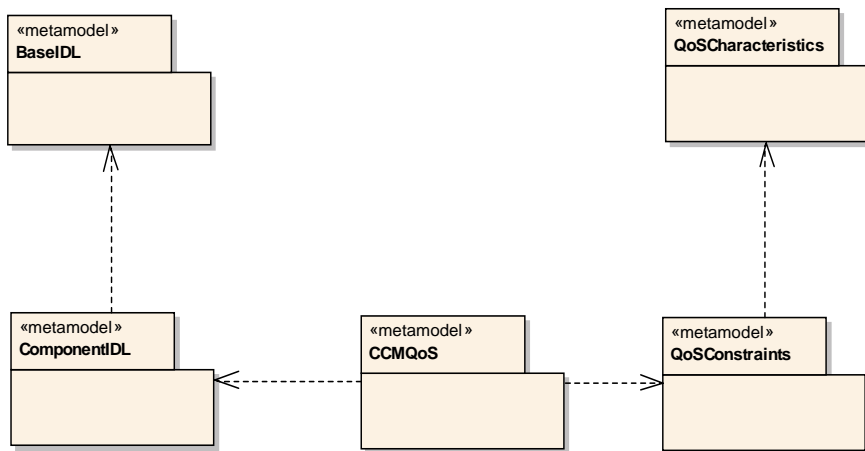 «metamodel»
BaseIDL
«metamodel»
QoSCharacteristics
«metamodel»
ComponentIDL
«metamodel»
CCMQoS
«metamodel»
QoSConstraints